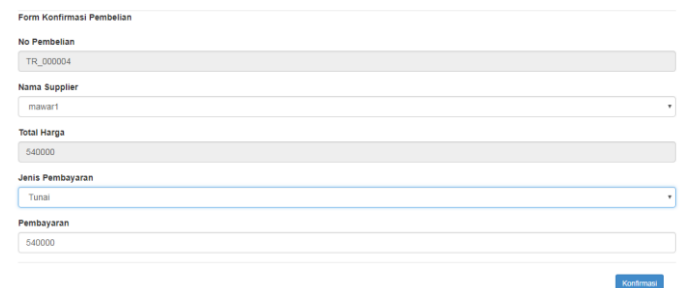 Form Konfirmasi Pembelian
No Pembelian
TR_000004
Nama Supplier
mawar1
Total Harga
540000
Jenis Pembayaran
Tunai
Pembayaran
540000
Konfirmasi